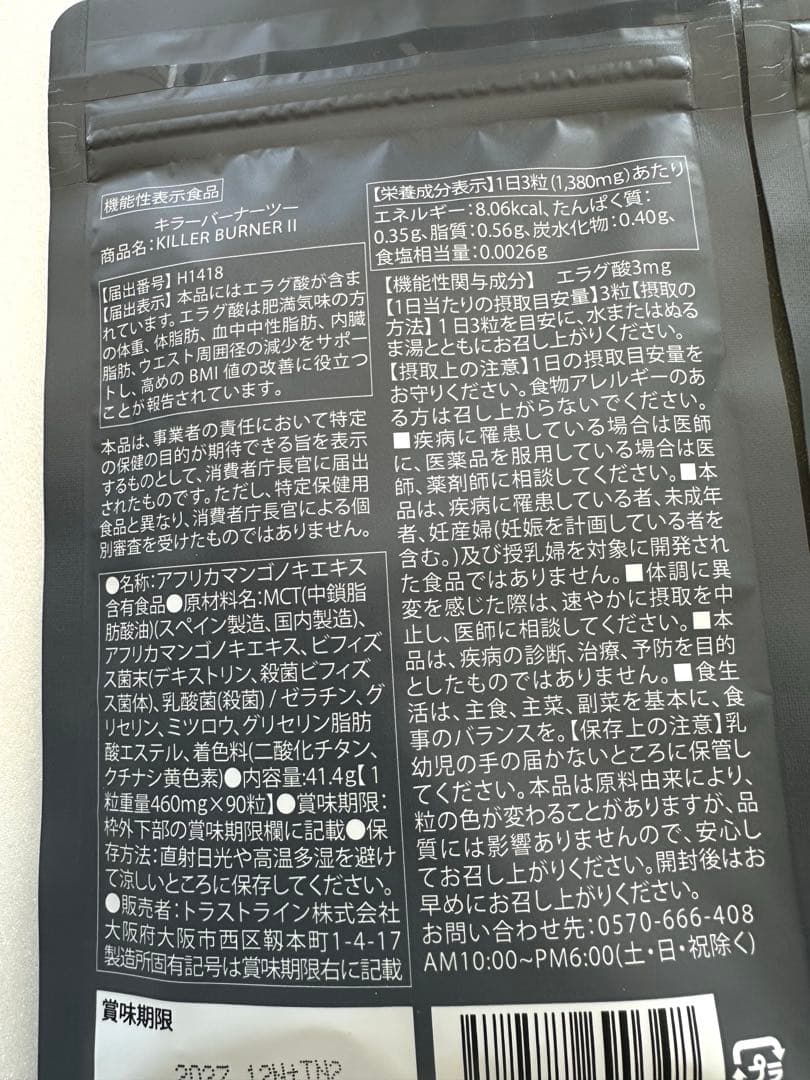 機能性表示食品
キラーバーナーツー
商品名:KILLER BURNER II
【届出番号】H1418
【届出表示】本品にはエラグ酸が含ま
れています。エラグ酸は肥満気味の方
の体重、体脂肪、血中中性脂肪、内臓
脂肪、ウエスト周囲径の減少をサポー
トし、高めのBMI値の改善に役立つ
ことが報告されています。
本品は、事業者の責任において特定
の保健の目的が期待できる旨を表示
するものとして、消費者庁長官に届出
されたものです。ただし、特定保健用
食品と異なり、消費者庁長官による個
別審査を受けたものではありません。
●名称:アフリカマンゴノキエキス
含有食品●原材料名:MCT(中鎖脂
肪酸油)(スペイン製造、国内製造)、
アフリカマンゴノキエキス、ビフィズ
ス菌末(デキストリン、殺菌ビフィズ
ス菌体)、乳酸菌(殺菌) / ゼラチン、グ
リセリン、ミツロウ、グリセリン脂肪
酸エステル、着色料(二酸化チタン、
クチナシ黄色素)●内容量:41.4g【1
粒重量460mg×90粒】●賞味期限:
枠外下部の賞味期限欄に記載●保
存方法:直射日光や高温多湿を避け
て涼しいところに保存してください。
●販売者:トラストライン株式会社
大阪府大阪市西区靱本町1-4-17
製造所固有記号は賞味期限右に記載
【栄養成分表示】1日3粒(1,380mg)あたり
エネルギー:8.06kcal、たんぱく質:
0.35g、脂質:0.56g、炭水化物:0.40g、
食塩相当量:0.0026g
【機能性関与成分】 エラグ酸3mg
【1日当たりの摂取目安量】3粒【摂取の
方法】1日3粒を目安に、水またはぬる
ま湯とともにお召し上がりください。
【摂取上の注意】1日の摂取目安量を
お守りください。食物アレルギーのあ
る方は召し上がらないでください。
■疾病に罹患している場合は医師
に、医薬品を服用している場合は医
師、薬剤師に相談してください。■本
品は、疾病に罹患している者、未成年
者、妊産婦(妊娠を計画している者を
含む。)及び授乳婦を対象に開発され
た食品ではありません。■体調に異
変を感じた際は、速やかに摂取を中
止し、医師に相談してください。■本
品は、疾病の診断、治療、予防を目的
としたものではありません。■食生
活は、主食、主菜、副菜を基本に、食
事のバランスを。【保存上の注意】乳
幼児の手の届かないところに保管し
てください。本品は原料由来により、
粒の色が変わることがありますが、品
質には影響ありませんので、安心し
てお召し上がりください。開封後はお
早めにお召し上がりください。
お問い合わせ先:0570-666-408
AM10:00~PM6:00(土・日・祝除く)
賞味期限
プラ